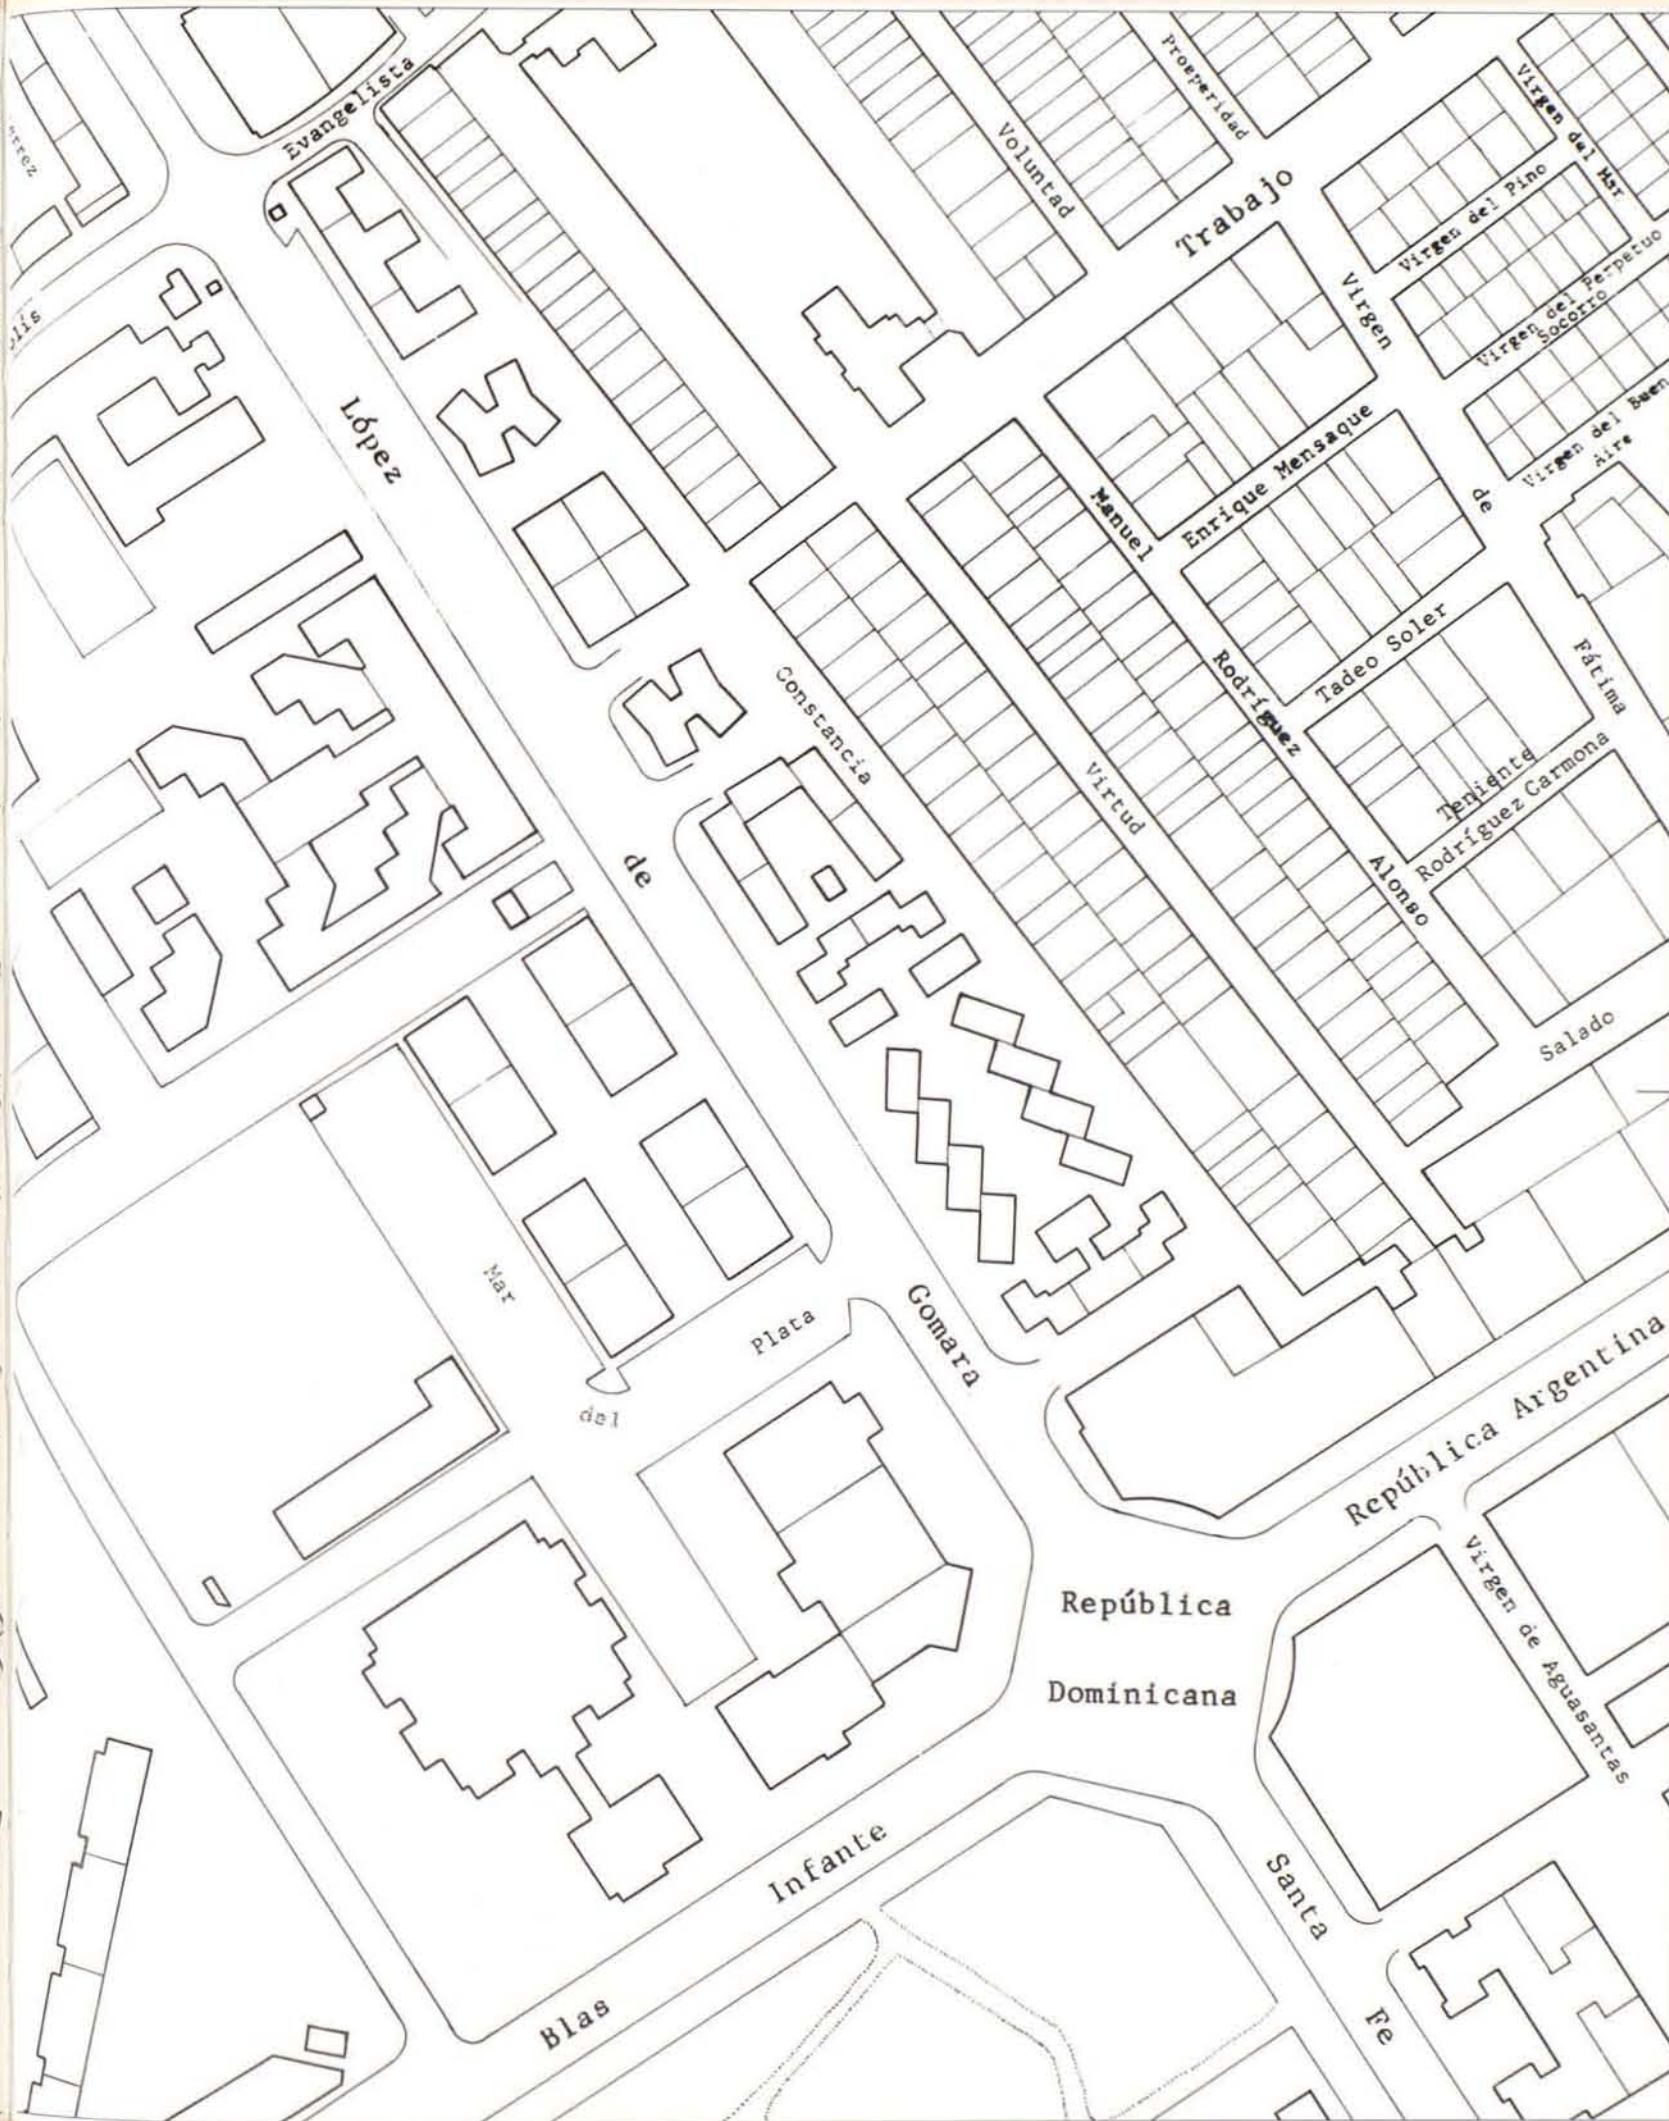 Evangelista
Prosperidad
Voluntad
Trabajo
Virgen del Mar
Virgen del Pino
Virgen del Perpetuo
Socorro
Virgen del Buen
Aire
Virgen
de
Fátima
López
de
Gomara
Manuel
Rodríguez
Alonso
Enrique Mensaque
Tadeo Soler
Teniente
Rodríguez Carmona
Constancia
Virtud
Salado
Mar
del
Plata
República Argentina
República
Dominicana
Virgen de Aguasantas
Blas
Infante
Santa
Fe